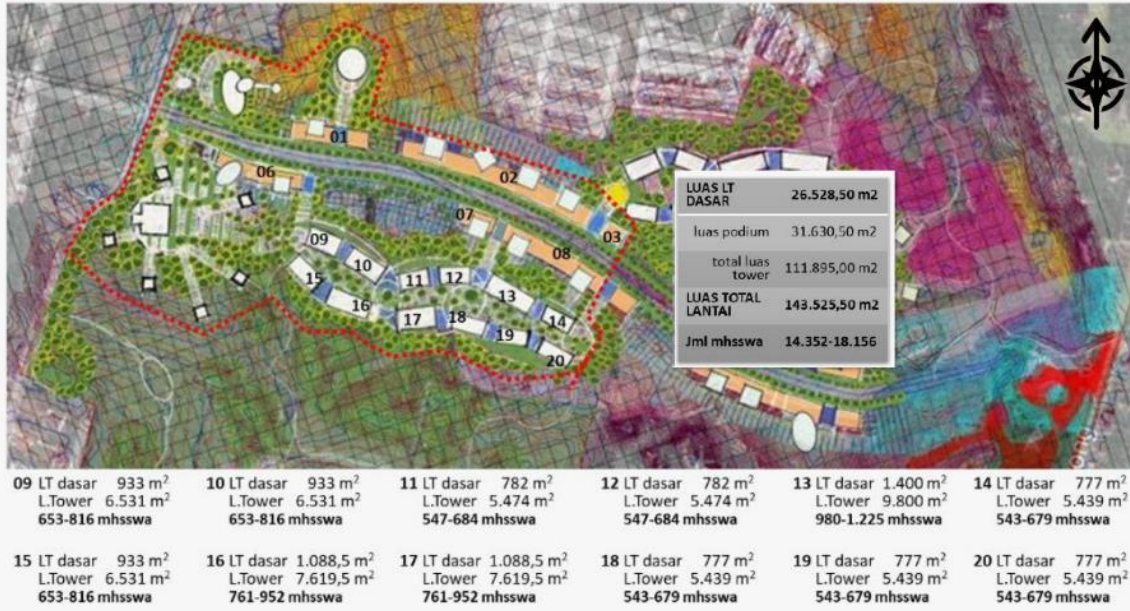 01
02
06
03
07
08
09
10
11
12
13
14
15
16
17
18
19
20
LUAS LT DASAR 26.528,50 m2
luas podium 31.630,50 m2
total luas tower 111.895,00 m2
LUAS TOTAL LANTAI 143.525,50 m2
Jml mhsswa 14.352-18.156
09 LT dasar 933 m²
L.Tower 6.531 m²
653-816 mhsswa
10 LT dasar 933 m²
L.Tower 6.531 m²
653-816 mhsswa
11 LT dasar 782 m²
L.Tower 5.474 m²
547-684 mhsswa
12 LT dasar 782 m²
L.Tower 5.474 m²
547-684 mhsswa
13 LT dasar 1.400 m²
L.Tower 9.800 m²
980-1.225 mhsswa
14 LT dasar 777 m²
L.Tower 5.439 m²
543-679 mhsswa
15 LT dasar 933 m²
L.Tower 6.531 m²
653-816 mhsswa
16 LT dasar 1.088,5 m²
L.Tower 7.619,5 m²
761-952 mhsswa
17 LT dasar 1.088,5 m²
L.Tower 7.619,5 m²
761-952 mhsswa
18 LT dasar 777 m²
L.Tower 5.439 m²
543-679 mhsswa
19 LT dasar 777 m²
L.Tower 5.439 m²
543-679 mhsswa
20 LT dasar 777 m²
L.Tower 5.439 m²
543-679 mhsswa